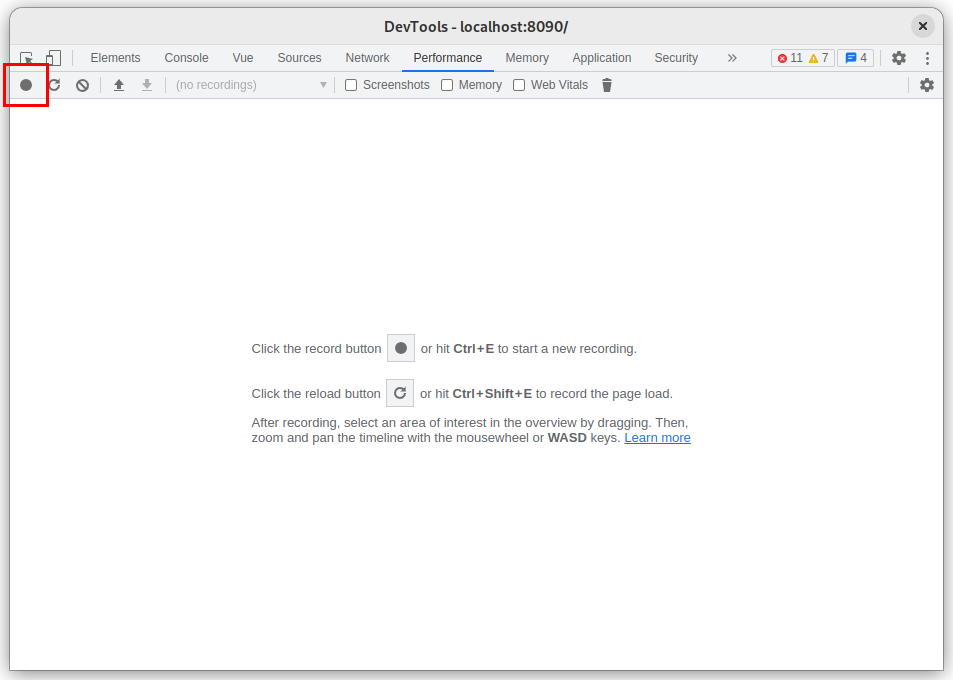 DevTools - localhost:8090/
Elements Console Vue Sources Network Performance Memory Application Security » 11 7 4
(no recordings) Screenshots Memory Web Vitals
Click the record button or hit Ctrl+E to start a new recording.
Click the reload button or hit Ctrl+Shift+E to record the page load.
After recording, select an area of interest in the overview by dragging. Then,
zoom and pan the timeline with the mousewheel or WASD keys. Learn more